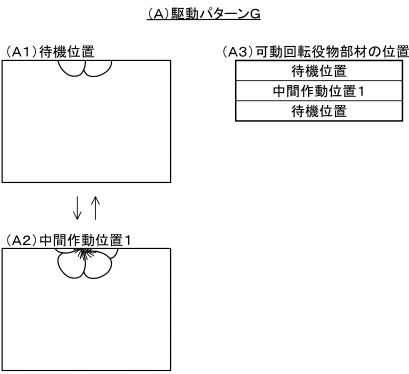 (A)駆動パターンG
(A1)待機位置
(A3)可動回転役物部材の位置
待機位置
中間作動位置1
待機位置
(A2)中間作動位置1